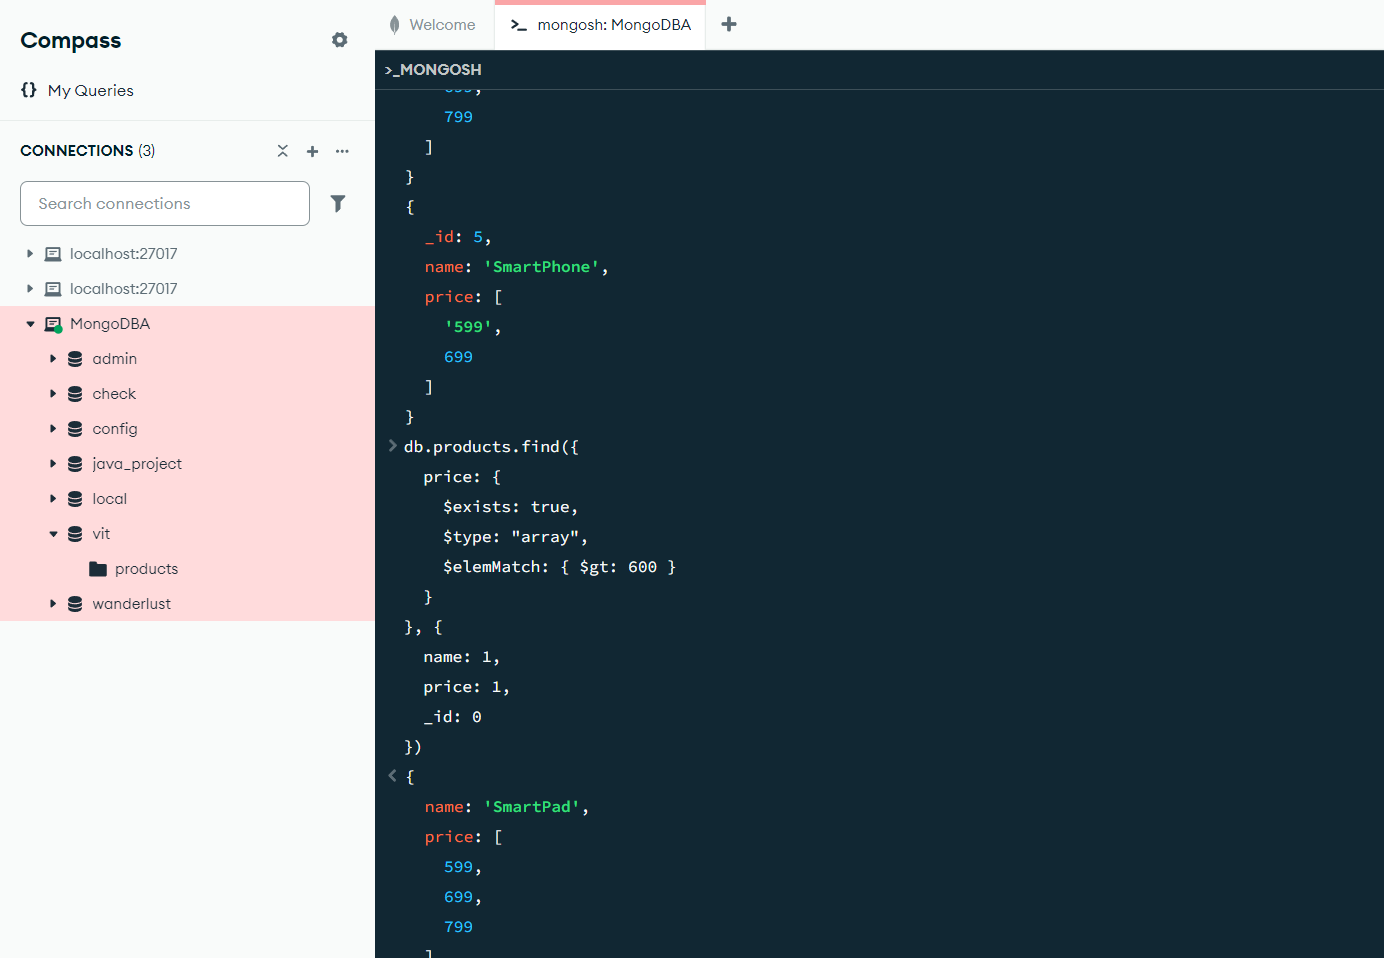 Compass
My Queries
CONNECTIONS (3)
Search connections
localhost:27017
localhost:27017
MongoDBA
admin
check
config
java_project
local
vit
products
wanderlust
Welcome
>_ mongosh: MongoDBA
>_MONGOSH
799
]
}
{
_id: 5,
name: 'SmartPhone',
price: [
'599',
699
]
}
> db.products.find({
price: {
$exists: true,
$type: "array",
$elemMatch: { $gt: 600 }
}
}, {
name: 1,
price: 1,
_id: 0
})
< {
name: 'SmartPad',
price: [
599,
699,
799
]